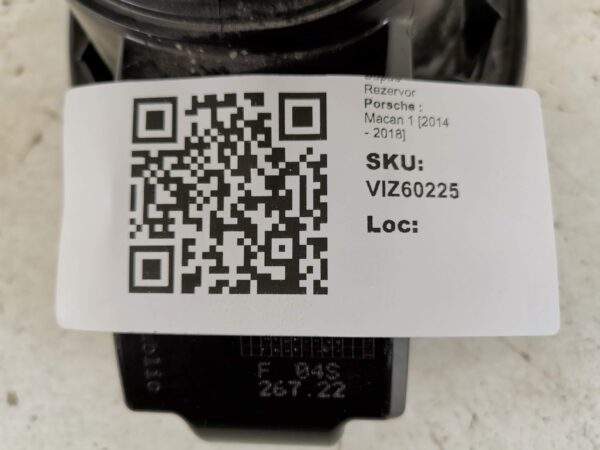 Rezervor
Porsche :
Macan 1 [2014
- 2018]
SKU:
VIZ60225
Loc:
F 04S
267.22